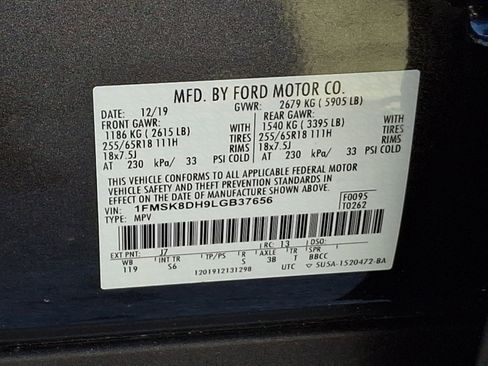 MFD. BY FORD MOTOR CO.
DATE: 12/19 GVWR: 2679 KG ( 5905 LB)
FRONT GAWR: REAR GAWR:
1186 KG ( 2615 LB) WITH 1540 KG ( 3395 LB) WITH
255/65R18 111H TIRES 255/65R18 111H TIRES
18x7.5J RIMS 18x7.5J RIMS
AT 230 kPa/ 33 PSI COLD AT 230 kPa/ 33 PSI COLD
THIS VEHICLE CONFORMS TO ALL APPLICABLE FEDERAL MOTOR
VEHICLE SAFETY AND THEFT PREVENTION STANDARDS IN EFFECT ON THE
DATE OF MANUFACTURE SHOWN ABOVE.
VIN: 1FMSK8DH9LGB37656 F0095
TYPE: MPV T0262
EXT PNT: J7 RC: 13 DSO:
WB INT TR TP/PS R AXLE TR SPR
119 S6 S 3B T BBCC
1201912131298 UTC SU5A-1520472-BA